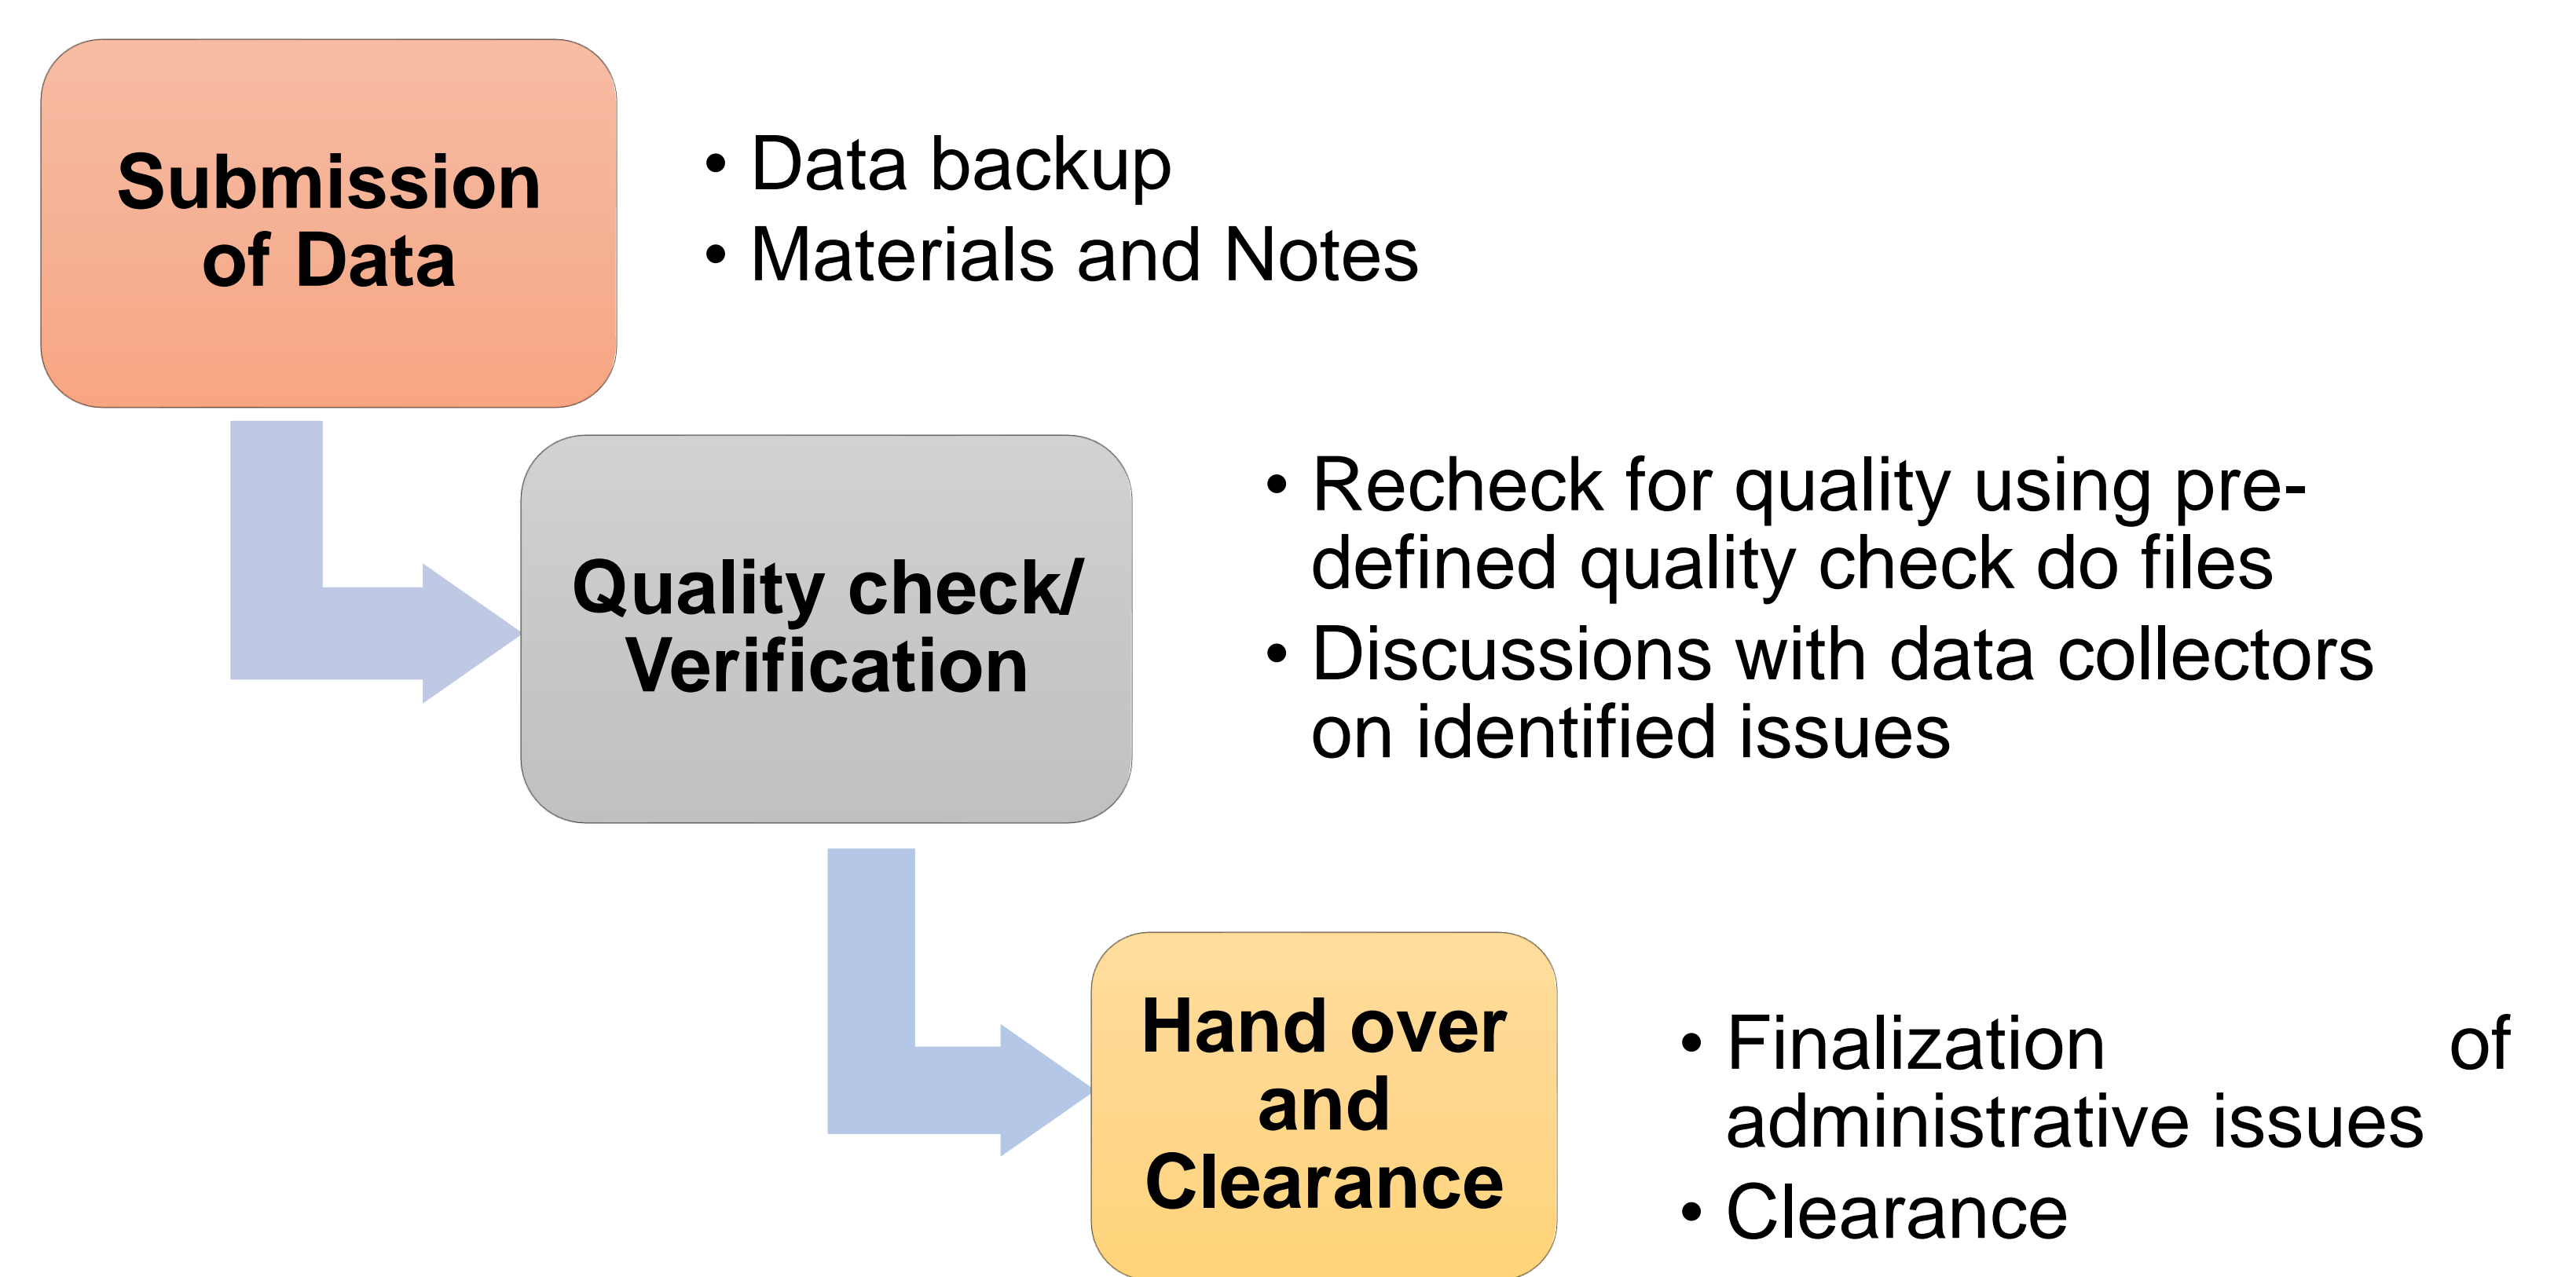 Submission
of Data
• Data backup
• Materials and Notes
Quality check/
Verification
• Recheck for quality using pre-
defined quality check do files
• Discussions with data collectors
on identified issues
Hand over
and
Clearance
• Finalization of
administrative issues
• Clearance